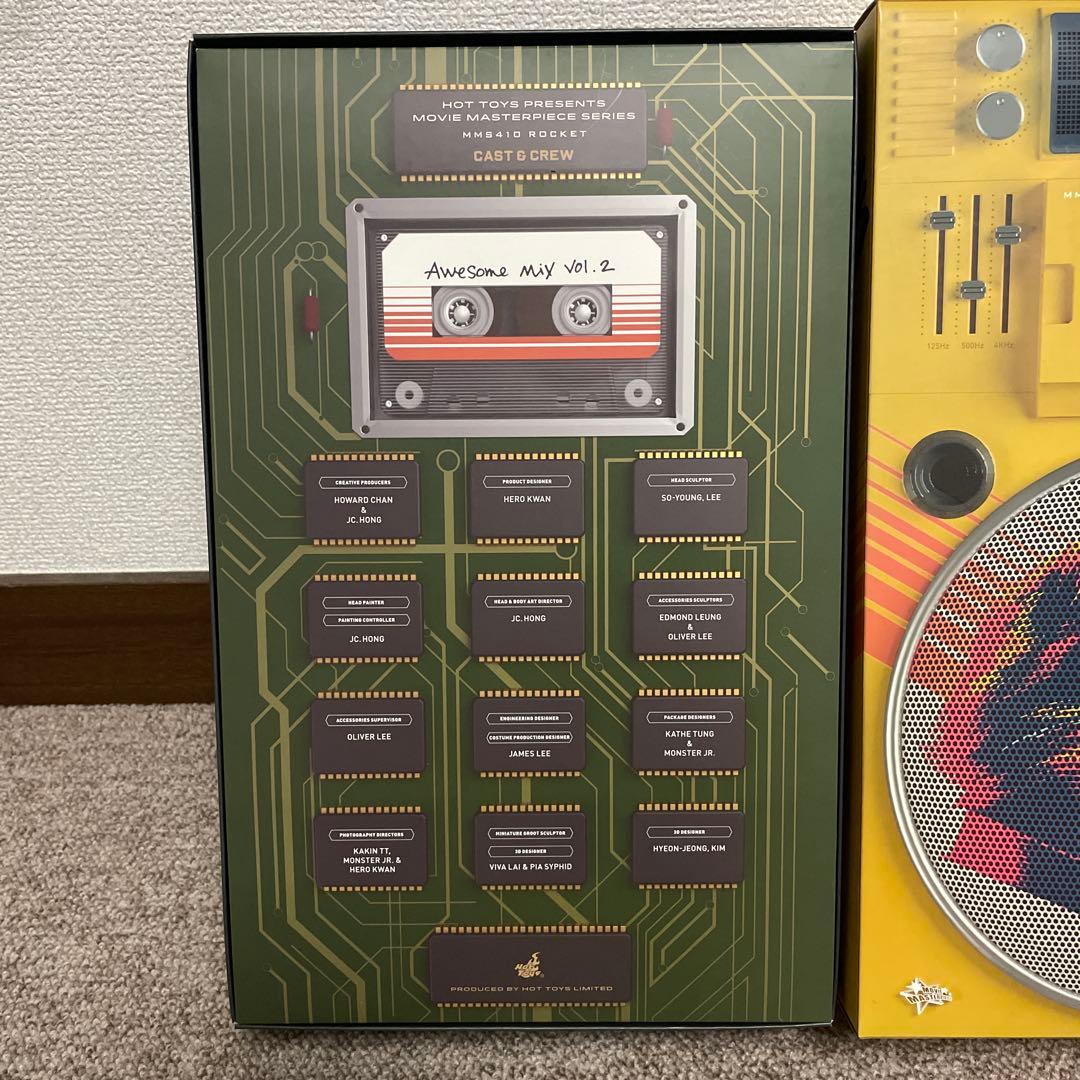 HOT TOYS PRESENTS
MOVIE MASTERPIECE SERIES
MMS410 ROCKET
CAST & CREW
Awesome Mix Vol.2
CREATIVE PRODUCERS
HOWARD CHAN
&
JC. HONG
PRODUCT DESIGNER
HERO KWAN
HEAD SCULPTOR
SO-YOUNG, LEE
HEAD PAINTER
PAINTING CONTROLLER
JC. HONG
HEAD & BODY ART DIRECTOR
JC. HONG
ACCESSORIES SCULPTORS
EDMOND LEUNG
&
OLIVER LEE
ACCESSORIES SUPERVISOR
OLIVER LEE
ENGINEERING DESIGNER
COSTUME PRODUCTION DESIGNER
JAMES LEE
PACKAGE DESIGNERS
KATHE TUNG
&
MONSTER JR.
PHOTOGRAPHY DIRECTORS
KAKIN TT,
MONSTER JR. &
HERO KWAN
MINIATURE GROOT SCULPTOR
3D DESIGNER
VIVA LAI & PIA SYPHID
3D DESIGNER
HYEON-JEONG, KIM
Hot
Toys
PRODUCED BY HOT TOYS LIMITED
125Hz 500Hz 4KHz
MOVIE